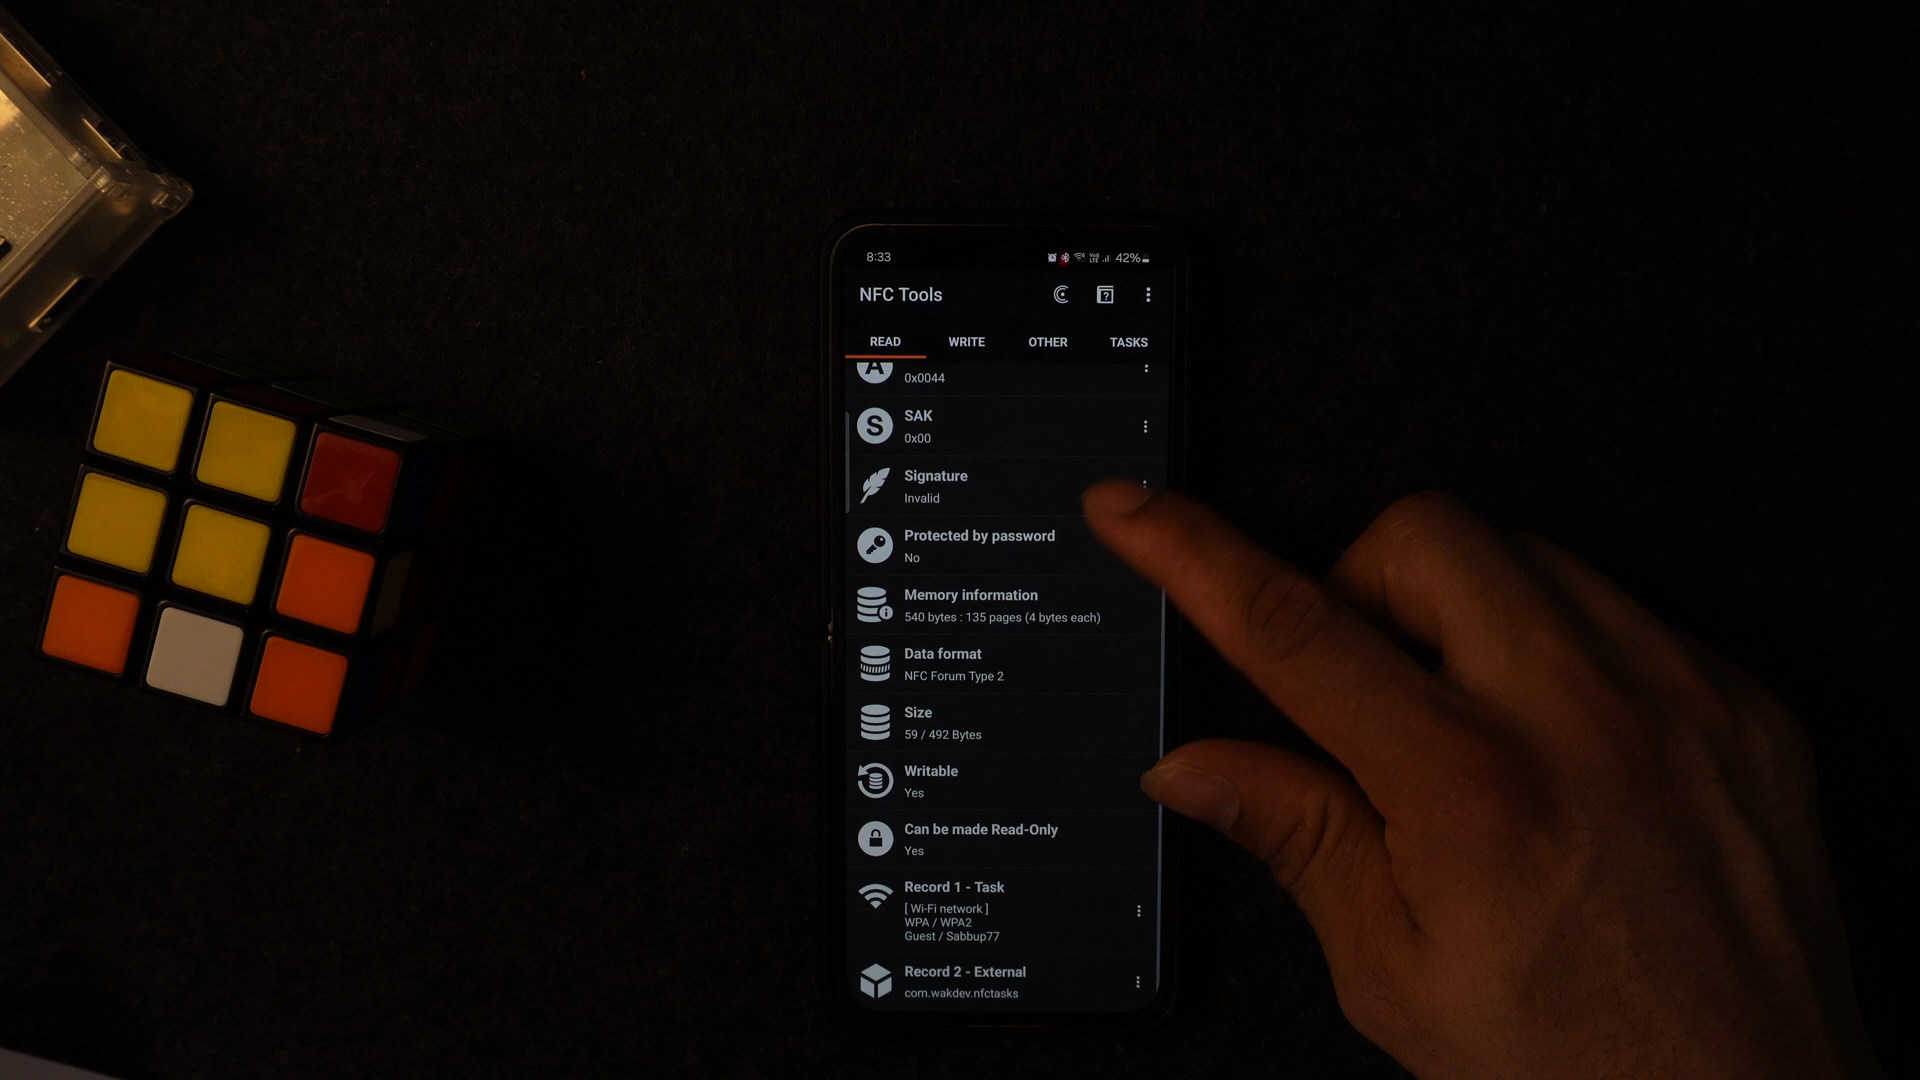 8:33
42%
NFC Tools
READ WRITE OTHER TASKS
A
0x0044
S
SAK
0x00
Signature
Invalid
Protected by password
No
Memory information
540 bytes : 135 pages (4 bytes each)
Data format
NFC Forum Type 2
Size
59 / 492 Bytes
Writable
Yes
Can be made Read-Only
Yes
Record 1 - Task
[ Wi-Fi network ]
WPA / WPA2
Guest / Sabbup77
Record 2 - External
com.wakdev.nfctasks